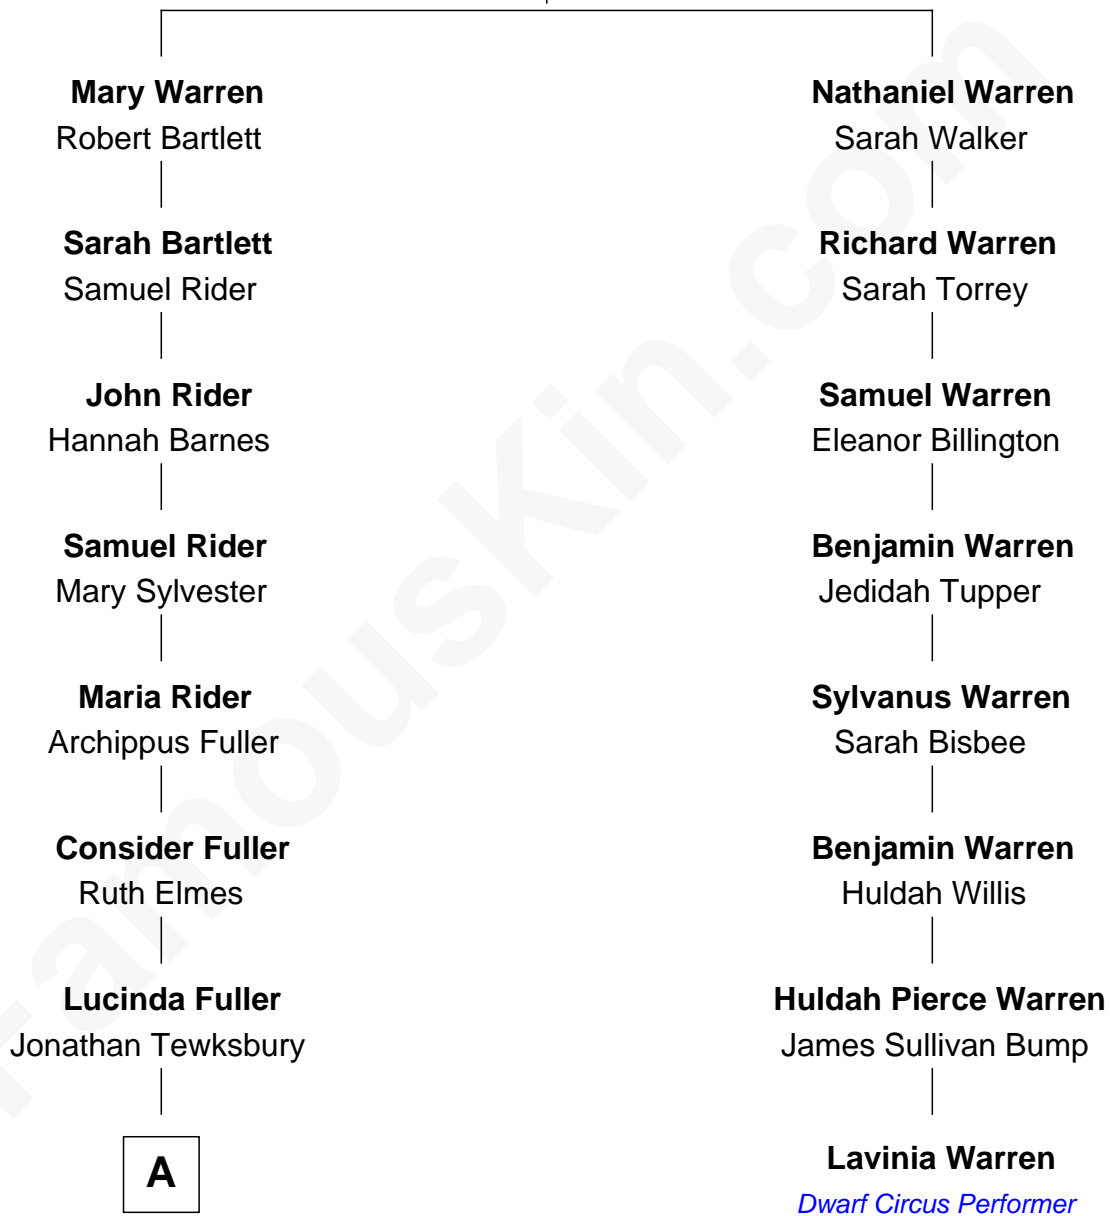 Mary Warren
Robert Bartlett
Sarah Bartlett
Samuel Rider
John Rider
Hannah Barnes
Samuel Rider
Mary Sylvester
Maria Rider
Archippus Fuller
Consider Fuller
Ruth Elmes
Lucinda Fuller
Jonathan Tewksbury
A
Nathaniel Warren
Sarah Walker
Richard Warren
Sarah Torrey
Samuel Warren
Eleanor Billington
Benjamin Warren
Jedidah Tupper
Sylvanus Warren
Sarah Bisbee
Benjamin Warren
Huldah Willis
Huldah Pierce Warren
James Sullivan Bump
Lavinia Warren
Dwarf Circus Performer
FamousKin.com